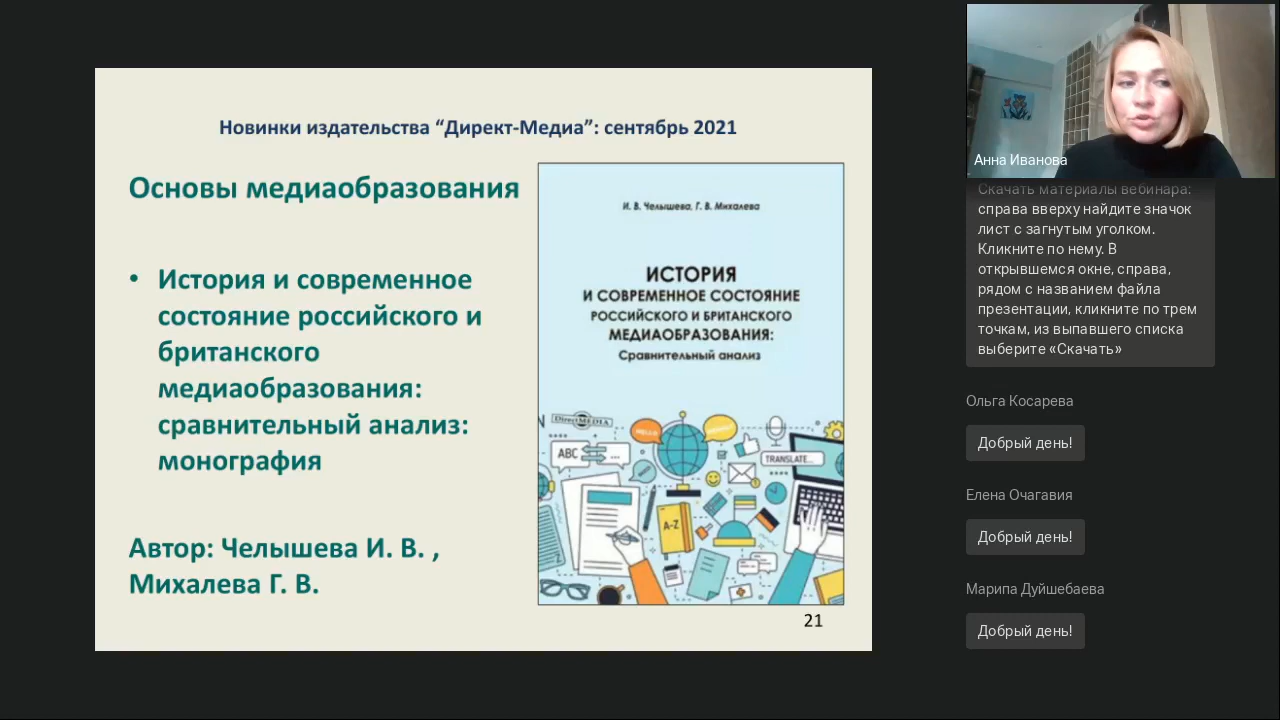 Новинки издательства “Директ-Медиа”: сентябрь 2021
Основы медиаобразования
• История и современное
состояние российского и
британского
медиаобразования:
сравнительный анализ:
монография
Автор: Челышева И. В. ,
Михалева Г. В.
И. В. Челышева, Г. В. Михалева
ИСТОРИЯ
И СОВРЕМЕННОЕ СОСТОЯНИЕ
РОССИЙСКОГО И БРИТАНСКОГО
МЕДИАОБРАЗОВАНИЯ:
Сравнительный анализ
DirectMEDIA
HELLO
ABC
TRANSLATE...
A-Z
21
Анна Иванова
Скачать материалы вебинара:
справа вверху найдите значок
лист с загнутым уголком.
Кликните по нему. В
открывшемся окне, справа,
рядом с названием файла
презентации, кликните по трем
точкам, из выпавшего списка
выберите «Скачать»
Ольга Косарева
Добрый день!
Елена Очагавия
Добрый день!
Марипа Дуйшебаева
Добрый день!